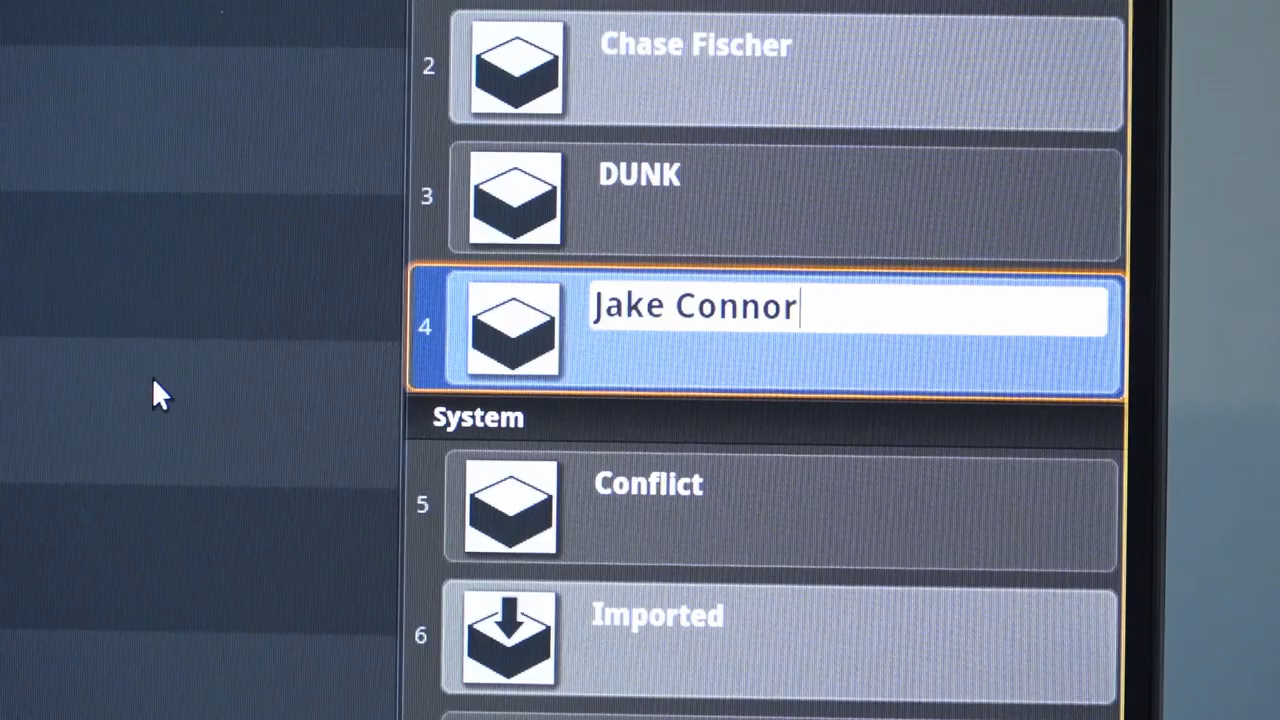 2
Chase Fischer
3
DUNK
4
Jake Connor
System
5
Conflict
6
Imported